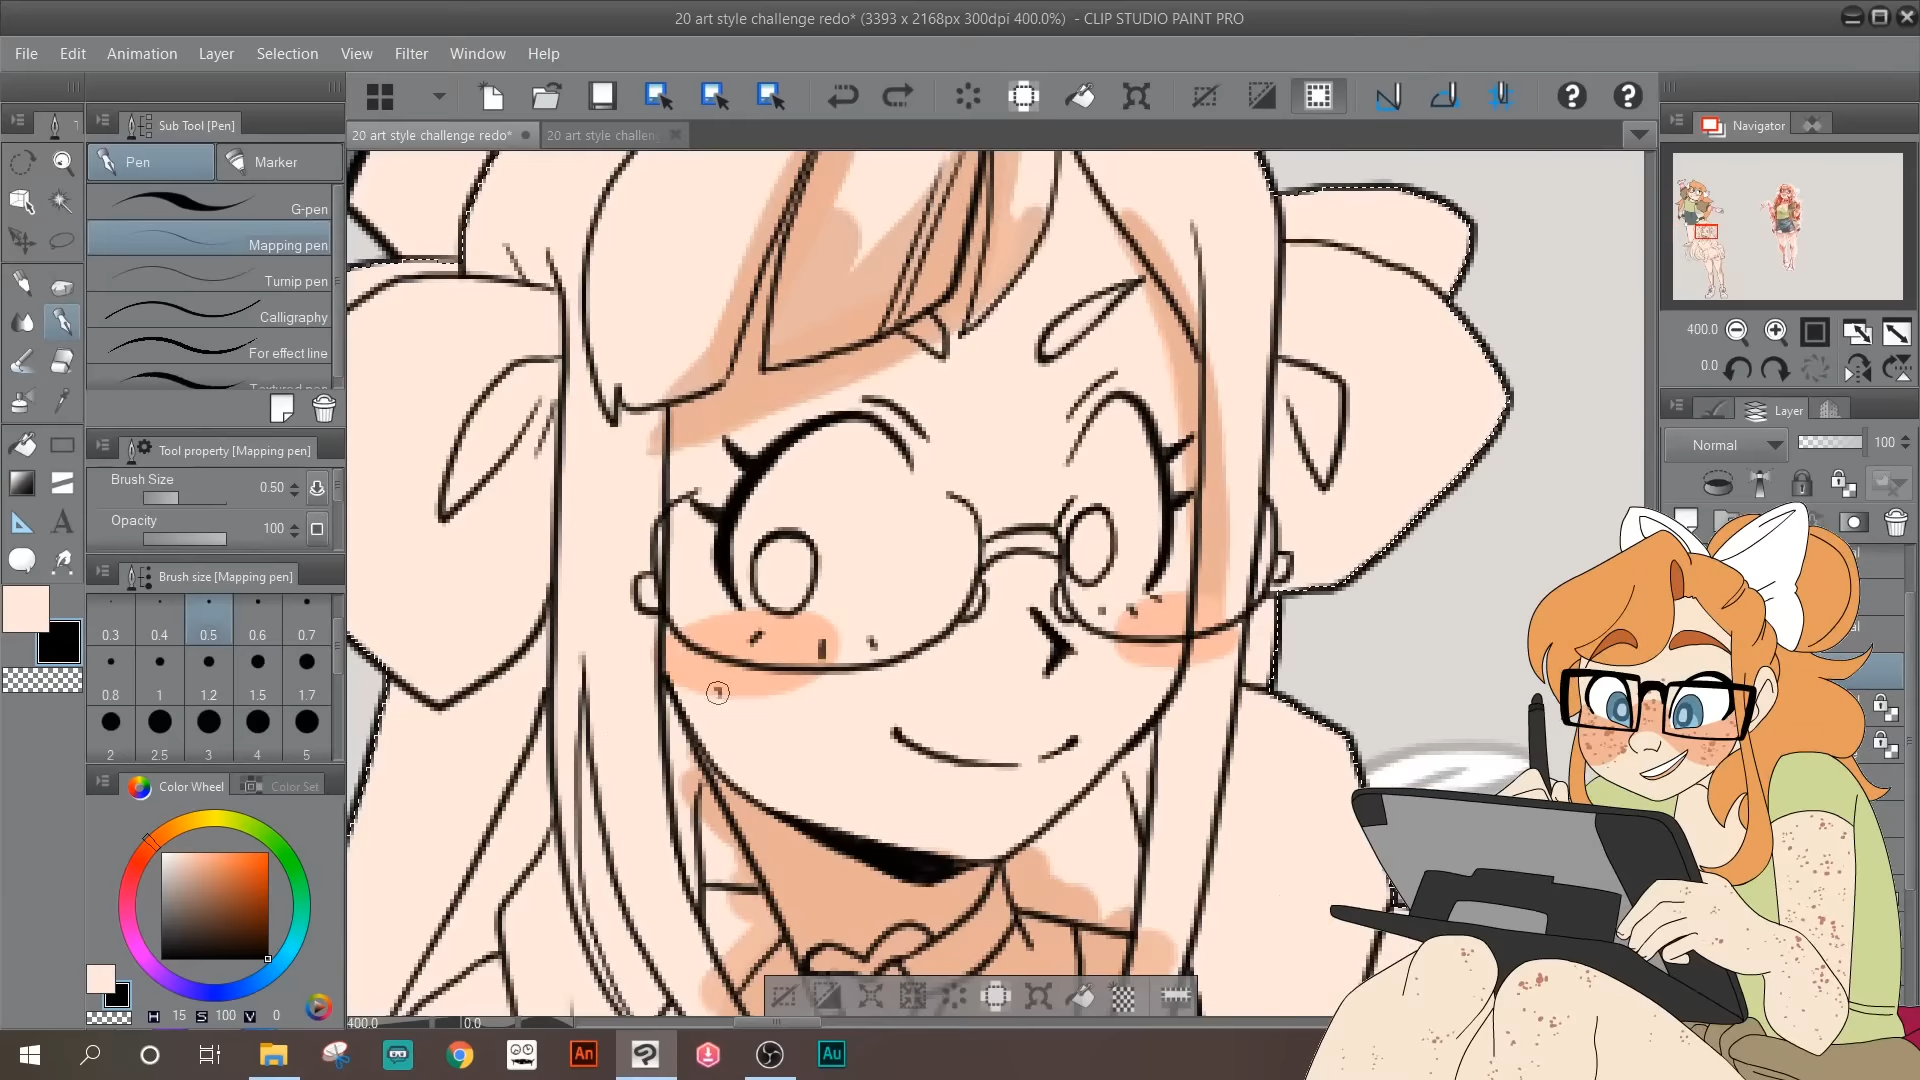 20 art style challenge redo* (3393 x 2168px 300dpi 400.0%) - CLIP STUDIO PAINT PRO
File Edit Animation Layer Selection View Filter Window Help
Sub Tool [Pen]
20 art style challenge redo*
20 art style challen
Navigator
Pen
Marker
G-pen
Mapping pen
Turnip pen
Calligraphy
For effect line
Textured pen
400.0
0.0
Layer
Normal
100
Tool property [Mapping pen]
Brush Size
0.50
Opacity
100
Brush size [Mapping pen]
0.3 0.4 0.5 0.6 0.7
0.8 1 1.2 1.5 1.7
2 2.5 3 4 5
Color Wheel
Color Set
H 15 S 100 V 0
400.0
0.0
An
Au